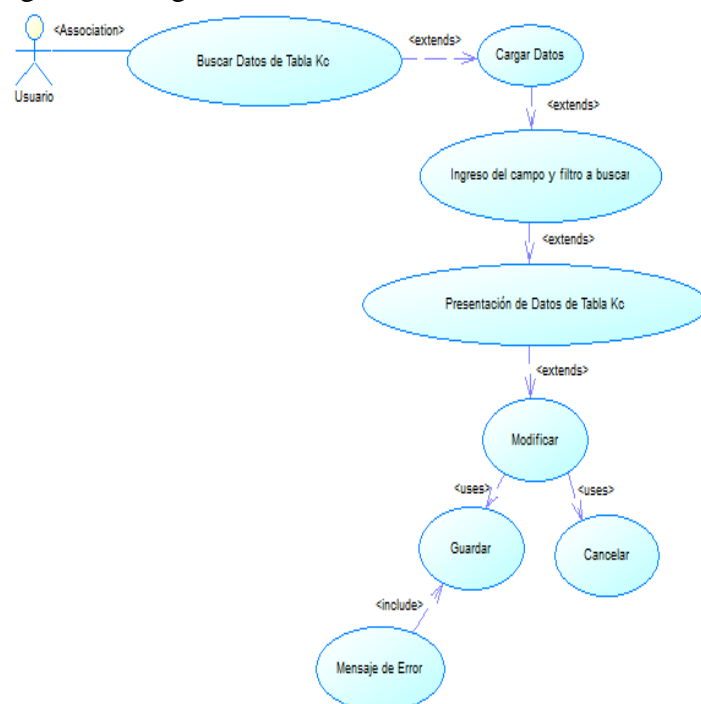 <Association>
Usuario
Buscar Datos de Tabla Kc
<extends>
Cargar Datos
<extends>
Ingreso del campo y filtro a buscar
<extends>
Presentación de Datos de Tabla Kc
<extends>
Modificar
<uses>
<uses>
Guardar
Cancelar
<include>
Mensaje de Error